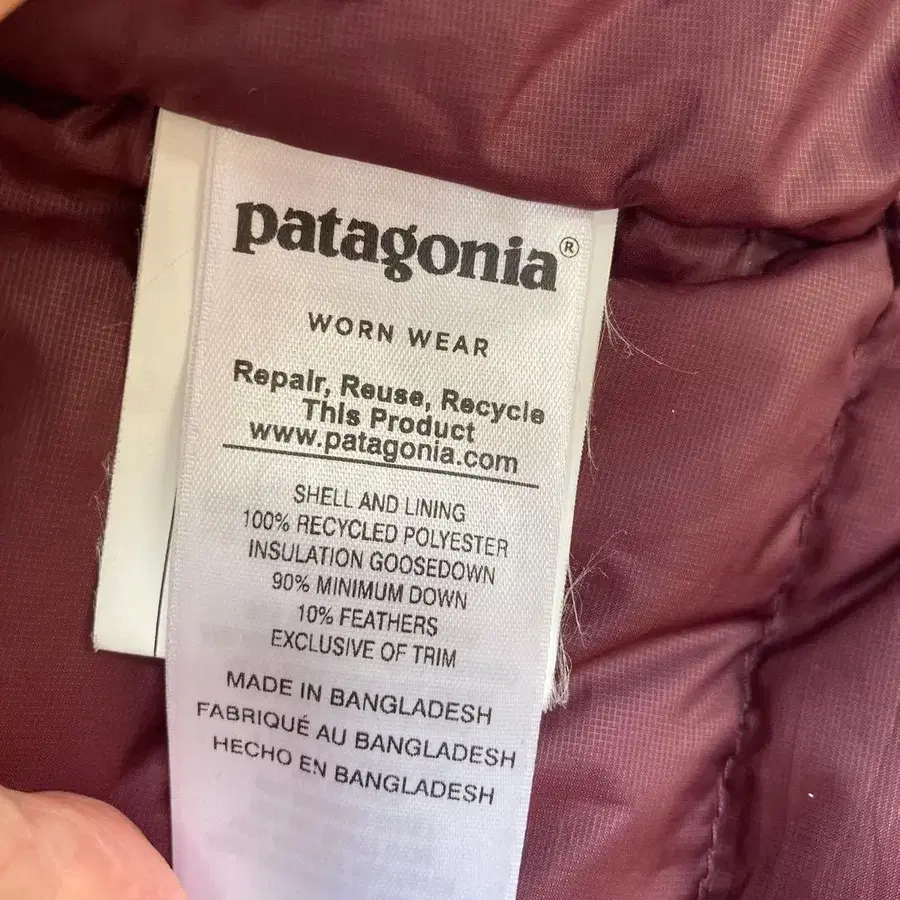 patagonia®
WORN WEAR
Repair, Reuse, Recycle
This Product
www.patagonia.com
SHELL AND LINING
100% RECYCLED POLYESTER
INSULATION GOOSEDOWN
90% MINIMUM DOWN
10% FEATHERS
EXCLUSIVE OF TRIM
MADE IN BANGLADESH
FABRIQUÉ AU BANGLADESH
HECHO EN BANGLADESH